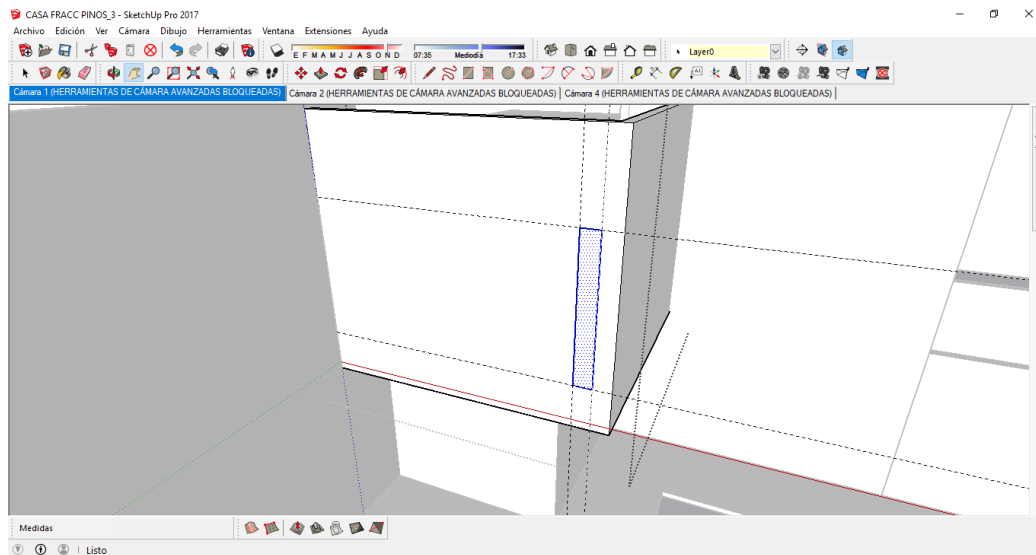 CASA FRACC PINOS_3 - SketchUp Pro 2017
Archivo Edición Ver Cámara Dibujo Herramientas Ventana Extensiones Ayuda
E F M A M J J A S O N D 07:35 Mediodía 17:33 Layer0
Cámara 1 (HERRAMIENTAS DE CÁMARA AVANZADAS BLOQUEADAS) Cámara 2 (HERRAMIENTAS DE CÁMARA AVANZADAS BLOQUEADAS) Cámara 4 (HERRAMIENTAS DE CÁMARA AVANZADAS BLOQUEADAS)
Medidas
Listo